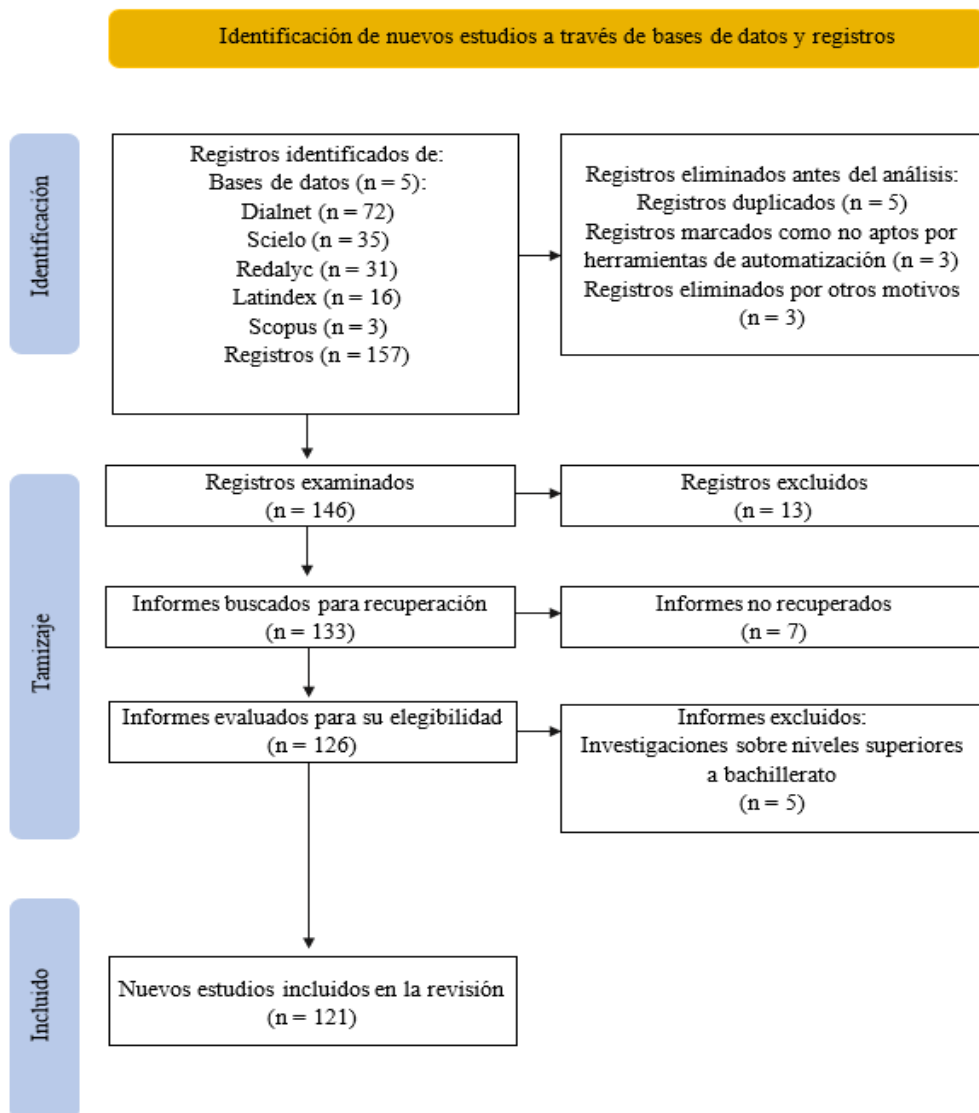 Identificación de nuevos estudios a través de bases de datos y registros
Identificación
Registros identificados de:
Bases de datos (n = 5):
Dialnet (n = 72)
Scielo (n = 35)
Redalyc (n = 31)
Latindex (n = 16)
Scopus (n = 3)
Registros (n = 157)
Registros eliminados antes del análisis:
Registros duplicados (n = 5)
Registros marcados como no aptos por
herramientas de automatización (n = 3)
Registros eliminados por otros motivos
(n = 3)
Tamizaje
Registros examinados
(n = 146)
Registros excluidos
(n = 13)
Informes buscados para recuperación
(n = 133)
Informes no recuperados
(n = 7)
Informes evaluados para su elegibilidad
(n = 126)
Informes excluidos:
Investigaciones sobre niveles superiores
a bachillerato
(n = 5)
Incluido
Nuevos estudios incluidos en la revisión
(n = 121)